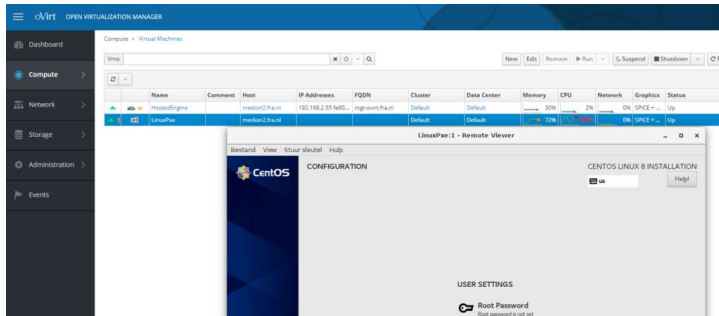 oVirt OPEN VIRTUALIZATION MANAGER
Dashboard
Compute
Network
Storage
Administration
Events
Compute » Virtual Machines
Vms:
New Edit Remove Run Suspend Shutdown
Name Comment Host IP Addresses FQDN Cluster Data Center Memory CPU Network Graphics Status
HostedEngine medion2.fra.nl 192.168.2.55 fe80... mgt-ovirt.fra.nl Default Default 30% 2% 0% SPICE + ... Up
LinuxPxe medion2.fra.nl Default Default 72% 0% SPICE + ... Up
LinuxPxe:1 - Remote Viewer
Bestand View Stuur sleutel Hulp
CentOS
CONFIGURATION
CENTOS LINUX 8 INSTALLATION
us
Help!
USER SETTINGS
Root Password
Root password is not set